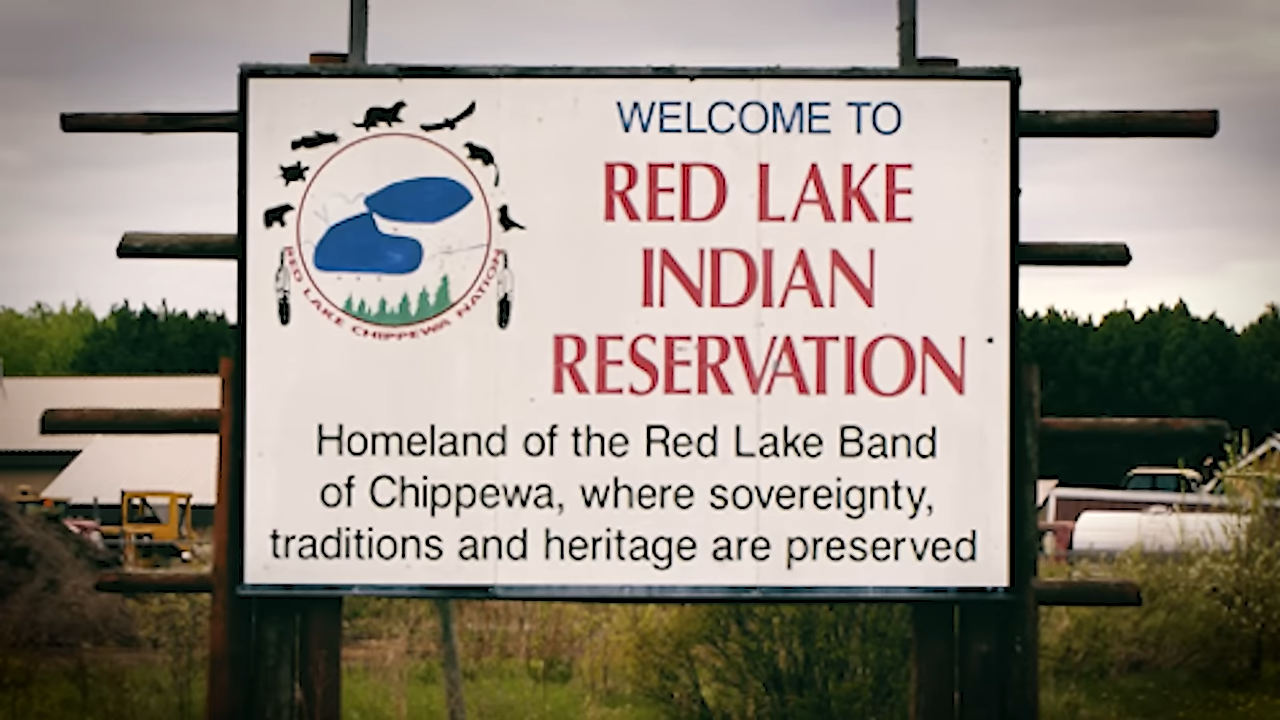 WELCOME TO
RED LAKE
INDIAN
RESERVATION
RED LAKE CHIPPEWA NATION
Homeland of the Red Lake Band
of Chippewa, where sovereignty,
traditions and heritage are preserved